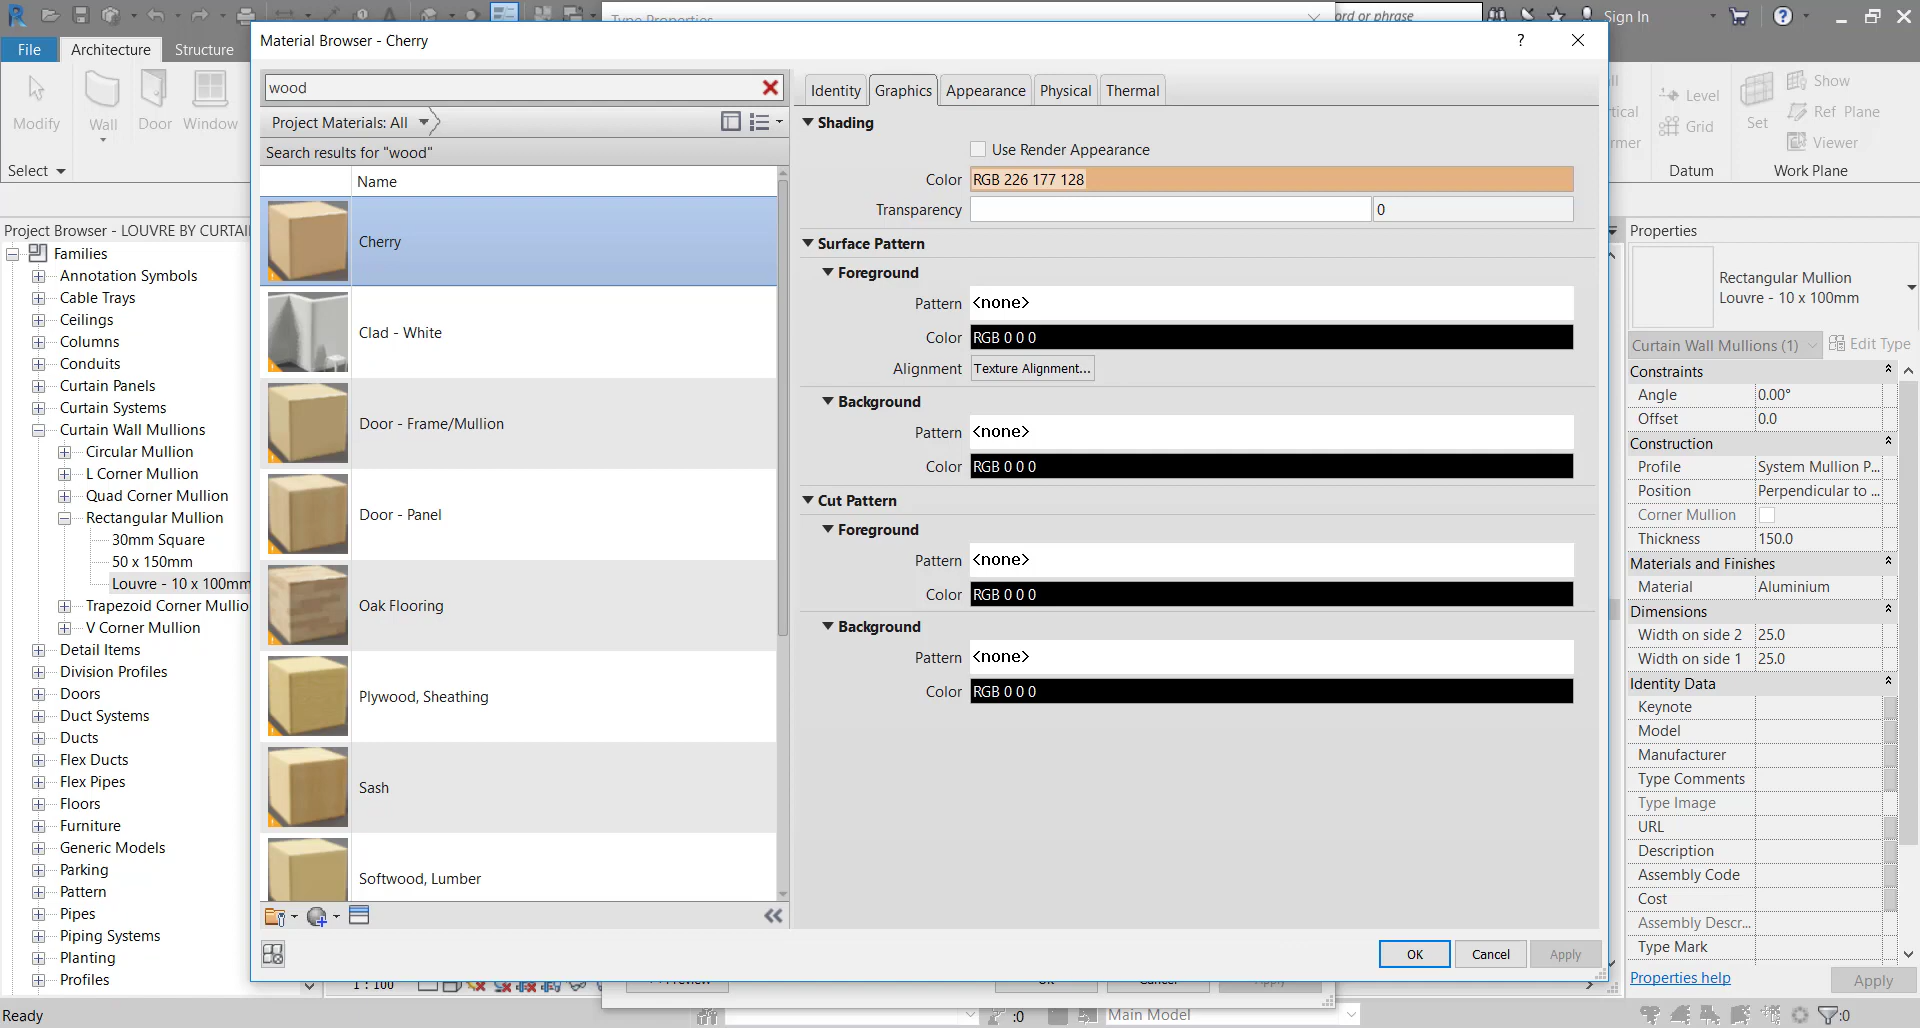 Type Properties
ord or phrase
Sign In
File
Architecture
Structure
Modify
Wall
Door
Window
Select
Level
Grid
Datum
Set
Show
Ref Plane
Viewer
Work Plane
Material Browser - Cherry
wood
Project Materials: All
Search results for "wood"
Name
Cherry
Clad - White
Door - Frame/Mullion
Door - Panel
Oak Flooring
Plywood, Sheathing
Sash
Softwood, Lumber
Identity
Graphics
Appearance
Physical
Thermal
Shading
Use Render Appearance
Color RGB 226 177 128
Transparency 0
Surface Pattern
Foreground
Pattern <none>
Color RGB 0 0 0
Alignment Texture Alignment...
Background
Pattern <none>
Color RGB 0 0 0
Cut Pattern
Foreground
Pattern <none>
Color RGB 0 0 0
Background
Pattern <none>
Color RGB 0 0 0
OK
Cancel
Apply
Project Browser - LOUVRE BY CURTAI
Families
Annotation Symbols
Cable Trays
Ceilings
Columns
Conduits
Curtain Panels
Curtain Systems
Curtain Wall Mullions
Circular Mullion
L Corner Mullion
Quad Corner Mullion
Rectangular Mullion
30mm Square
50 x 150mm
Louvre - 10 x 100mm
Trapezoid Corner Mullio
V Corner Mullion
Detail Items
Division Profiles
Doors
Duct Systems
Ducts
Flex Ducts
Flex Pipes
Floors
Furniture
Generic Models
Parking
Pattern
Pipes
Piping Systems
Planting
Profiles
Properties
Rectangular Mullion
Louvre - 10 x 100mm
Curtain Wall Mullions (1)
Edit Type
Constraints
Angle 0.00°
Offset 0.0
Construction
Profile System Mullion P...
Position Perpendicular to ...
Corner Mullion
Thickness 150.0
Materials and Finishes
Material Aluminium
Dimensions
Width on side 2 25.0
Width on side 1 25.0
Identity Data
Keynote
Model
Manufacturer
Type Comments
Type Image
URL
Description
Assembly Code
Cost
Assembly Descr...
Type Mark
Properties help
Apply
1 : 100
Ready
:0
Main Model
:0